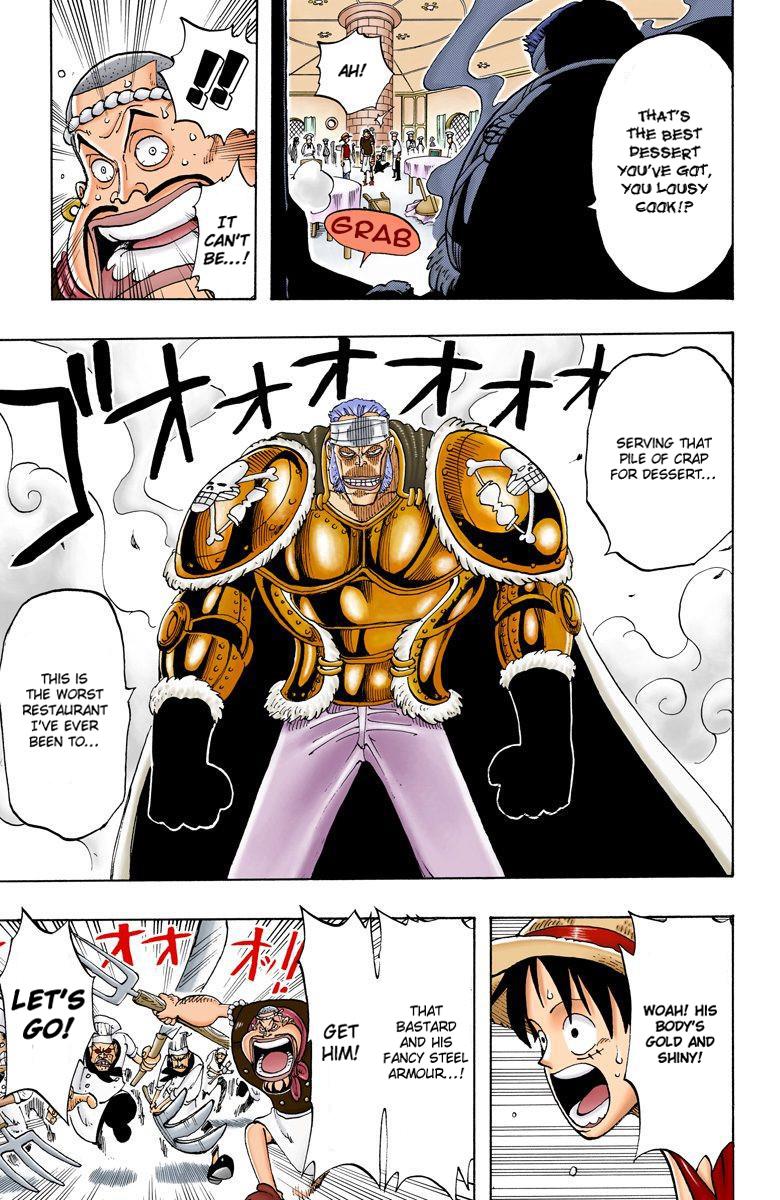 THAT'S
THE BEST
DESSERT
YOU'VE GOT,
YOU LOUSY
COOK!?
AH!
GRAB
!!
IT
CAN'T
BE...!
SERVING THAT
PILE OF CRAP
FOR DESSERT...
ゴオオオオオオ
THIS IS
THE WORST
RESTAURANT
I'VE EVER
BEEN TO...
WOAH! HIS
BODY'S
GOLD AND
SHINY!
THAT
BASTARD
AND HIS
FANCY STEEL
ARMOUR...!
GET
HIM!
オオオッ!!
LET'S
GO!